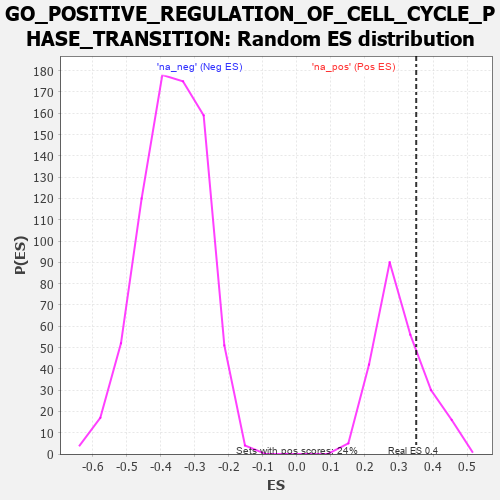 GO_POSITIVE_REGULATION_OF_CELL_CYCLE_P
HASE_TRANSITION: Random ES distribution
'na_neg' (Neg ES) 'na_pos' (Pos ES)
180
170
160
150
140
130
120
110
100
90
80
70
60
50
40
30
20
10
0
P(ES)
Sets with pos scores: 24% Real ES 0.4
-0.6 -0.5 -0.4 -0.3 -0.2 -0.1 0.0 0.1 0.2 0.3 0.4 0.5
ES